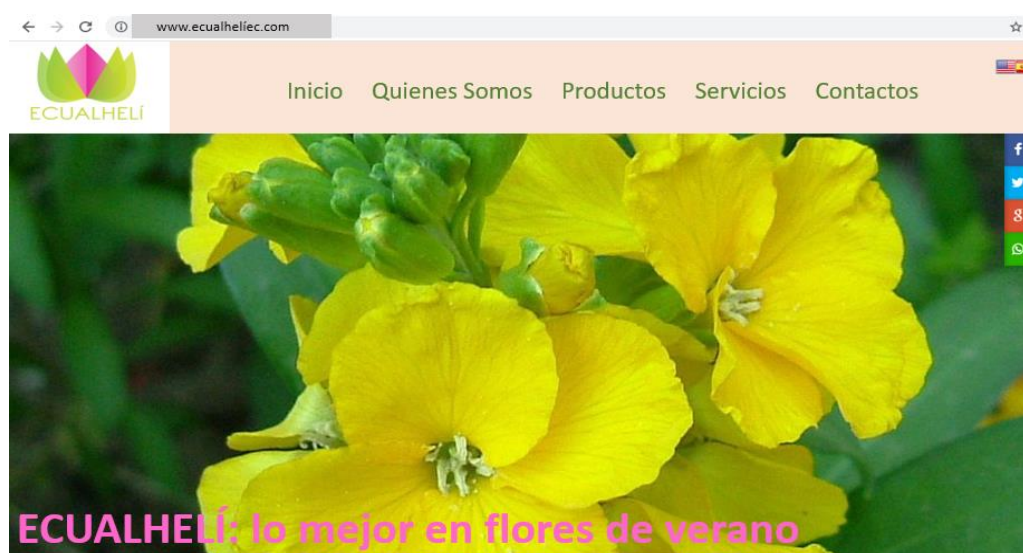 www.ecualhelíec.com
ECUALHELÍ
Inicio Quienes Somos Productos Servicios Contactos
ECUALHELÍ: lo mejor en flores de verano